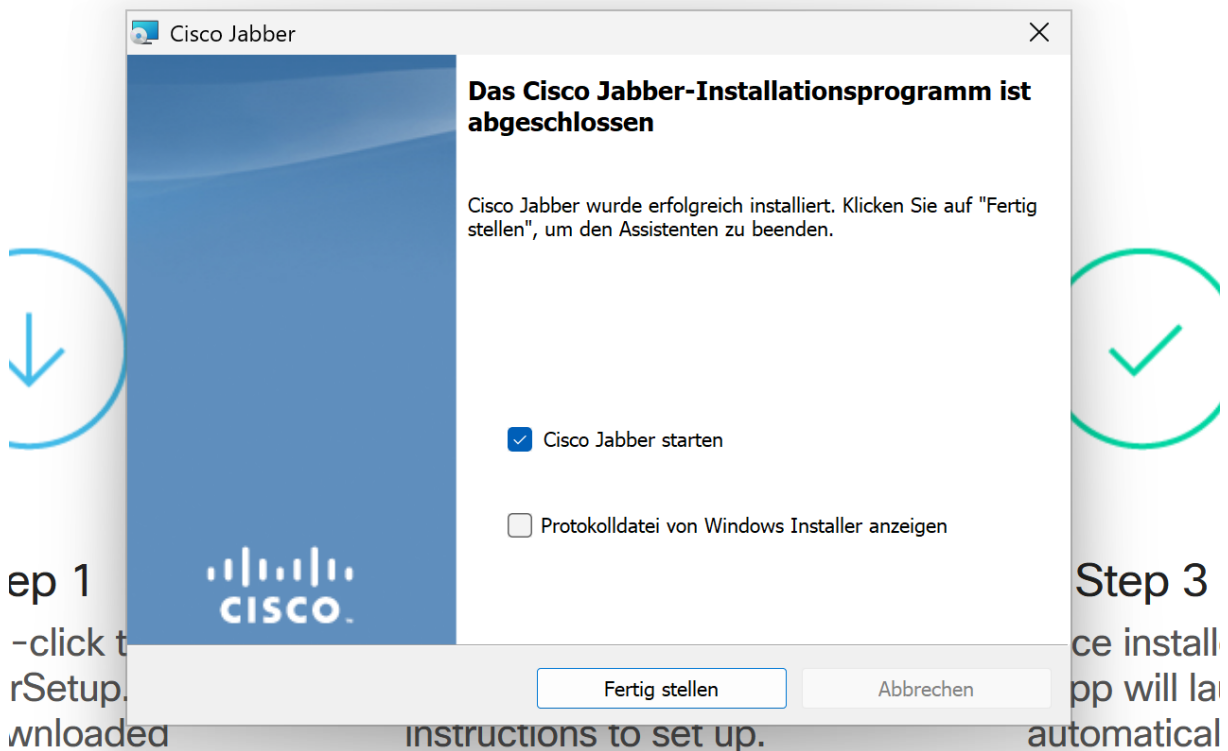 Cisco Jabber
Das Cisco Jabber-Installationsprogramm ist
abgeschlossen
Cisco Jabber wurde erfolgreich installiert. Klicken Sie auf "Fertig
stellen", um den Assistenten zu beenden.
Cisco Jabber starten
Protokolldatei von Windows Installer anzeigen
CISCO
Fertig stellen
Abbrechen
ep 1
-click t
rSetup.
wnloaded
instructions to set up.
Step 3
ce install
pp will la
automatical